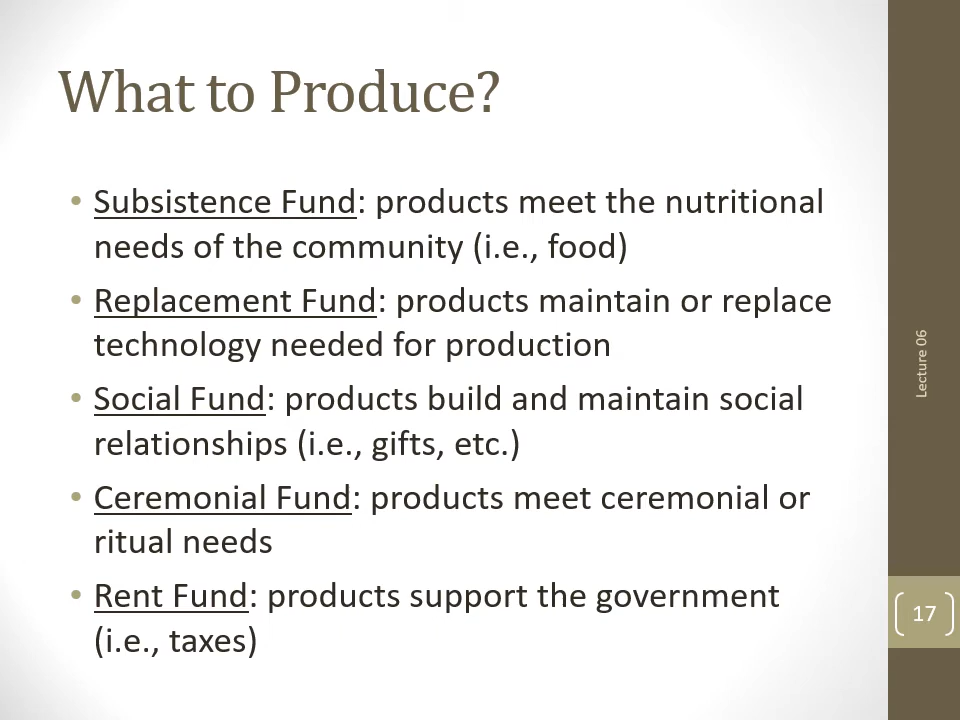 What to Produce?
• Subsistence Fund: products meet the nutritional
needs of the community (i.e., food)
• Replacement Fund: products maintain or replace
technology needed for production
• Social Fund: products build and maintain social
relationships (i.e., gifts, etc.)
• Ceremonial Fund: products meet ceremonial or
ritual needs
• Rent Fund: products support the government
(i.e., taxes)
Lecture 06
17